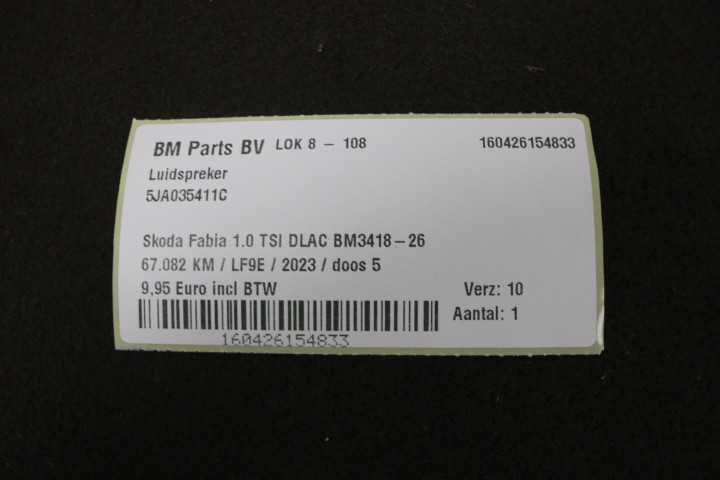 BM Parts BV LOK 8 - 108 160426154833
Luidspreker
5JA035411C
Skoda Fabia 1.0 TSI DLAC BM3418-26
67.082 KM / LF9E / 2023 / doos 5
9,95 Euro incl BTW Verz: 10
Aantal: 1
160426154833